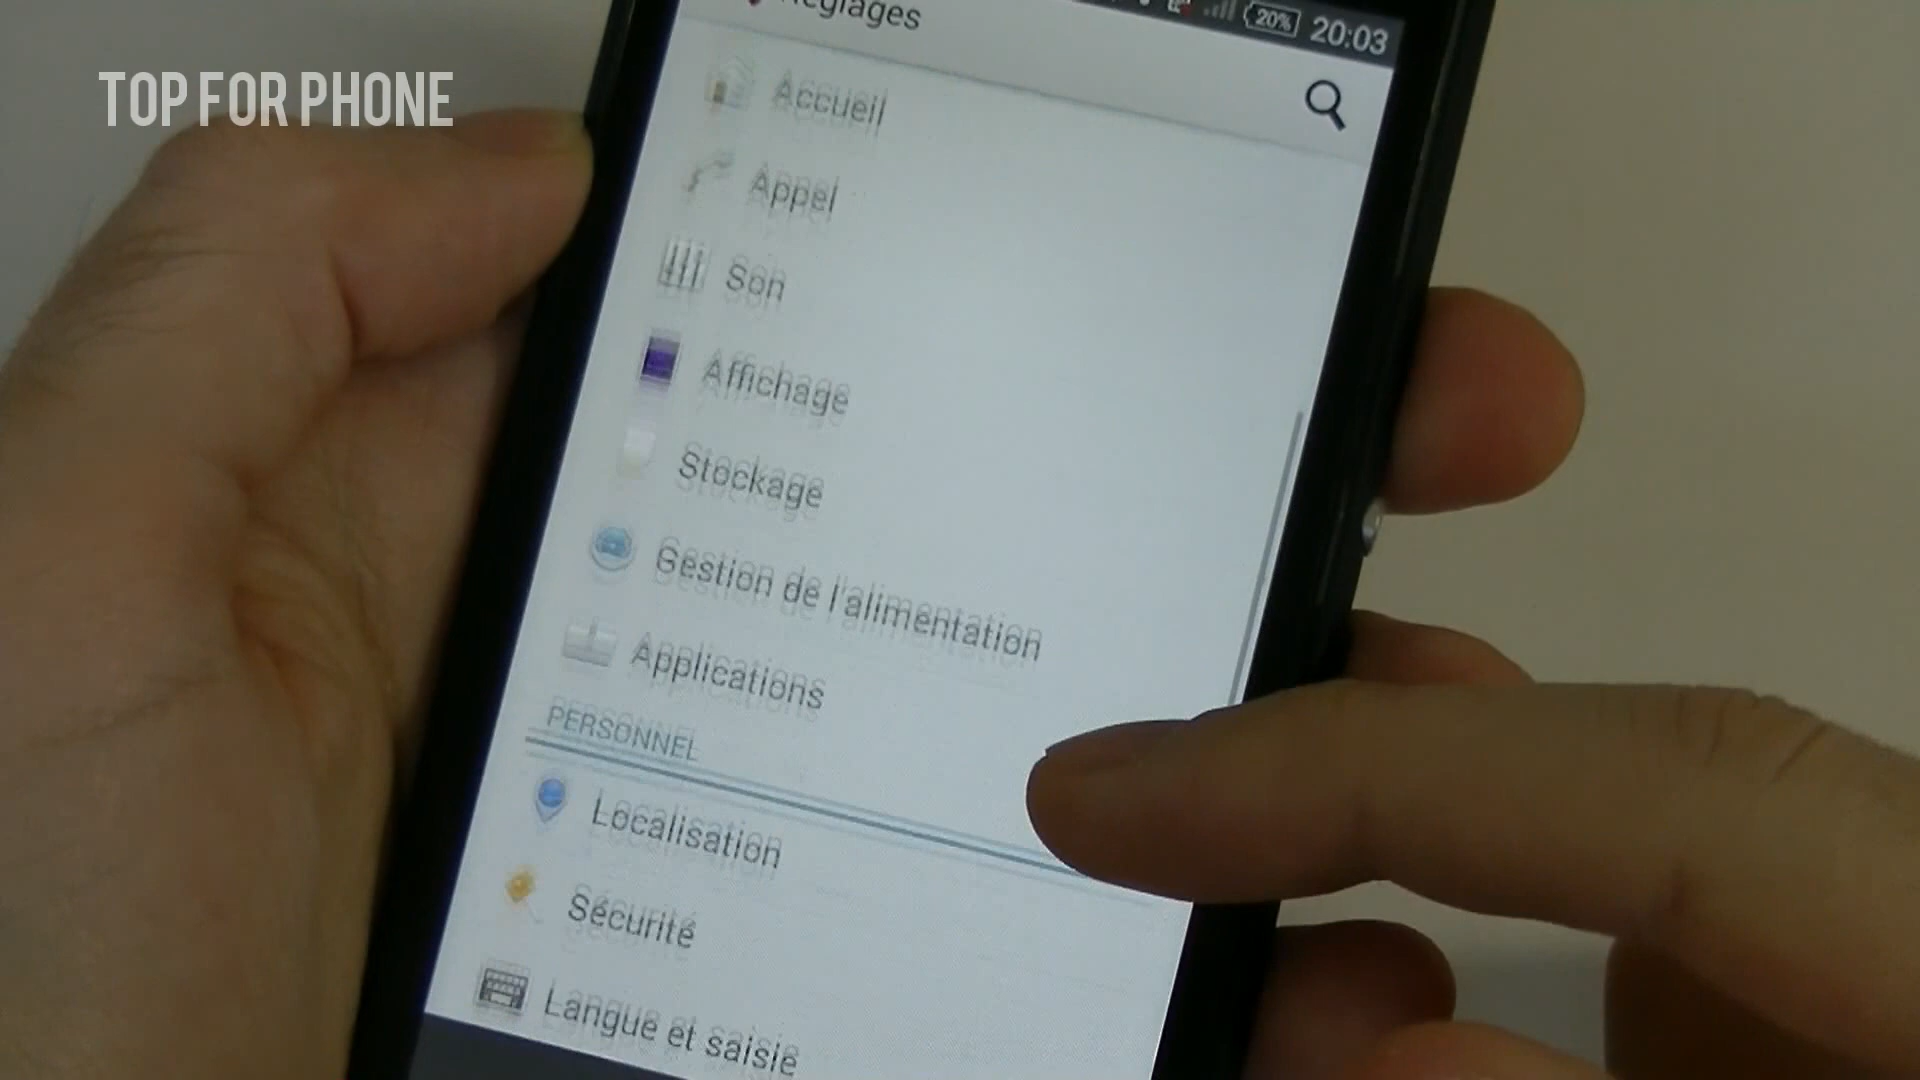 TOP FOR PHONE
Réglages
20%
20:03
Accueil
Appel
Son
Affichage
Stockage
Gestion de l'alimentation
Applications
PERSONNEL
Localisation
Sécurité
Langue et saisie